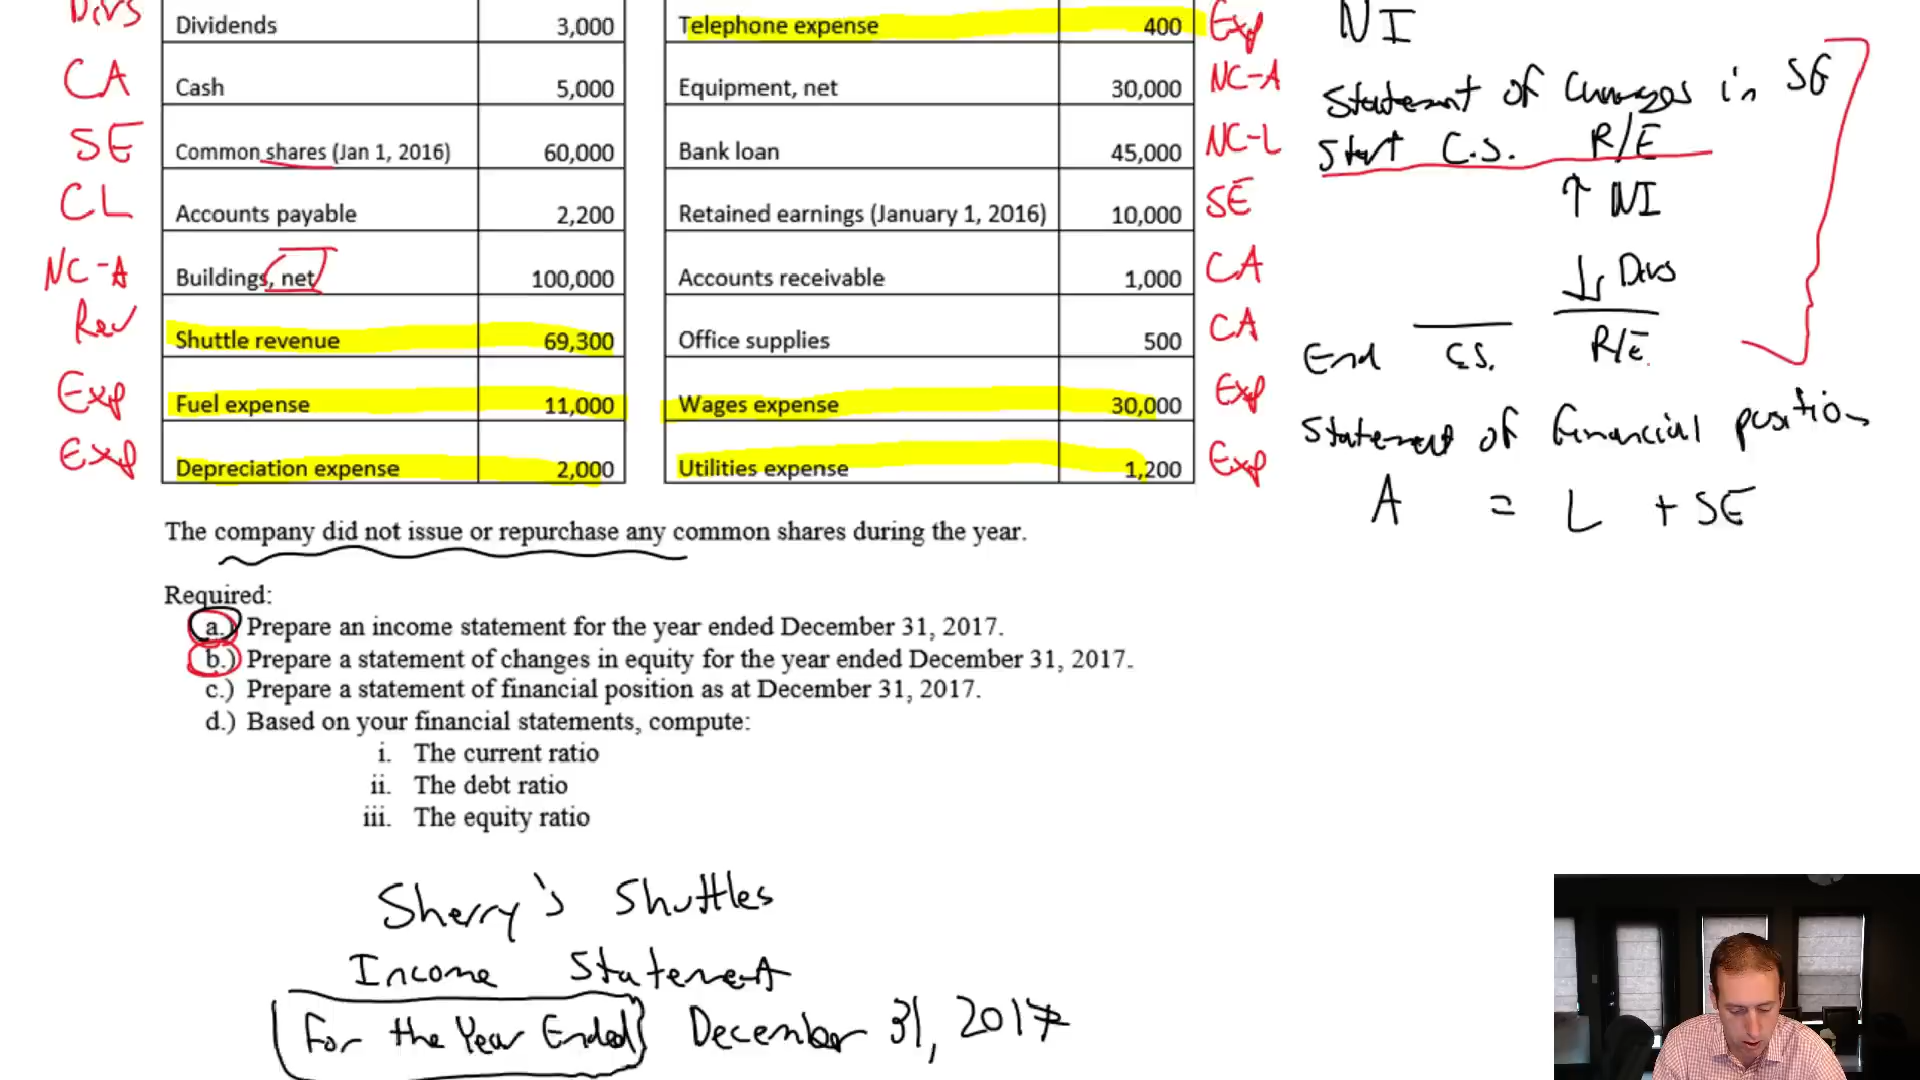 Divs Dividends 3,000 Telephone expense 400 Exp
NI
CA Cash 5,000 Equipment, net 30,000 NC-A
Statement of Changes in SE
SE Common shares (Jan 1, 2016) 60,000 Bank loan 45,000 NC-L
Start C.S. R/E
CL Accounts payable 2,200 Retained earnings (January 1, 2016) 10,000 SE
↑ NI
NC-A Buildings, net 100,000 Accounts receivable 1,000 CA
↓ Divs
Rev Shuttle revenue 69,300 Office supplies 500 CA
End C.S. R/E
Exp Fuel expense 11,000 Wages expense 30,000 Exp
Statement of financial position
Exp Depreciation expense 2,000 Utilities expense 1,200 Exp
A = L + SE
The company did not issue or repurchase any common shares during the year.
Required:
a.) Prepare an income statement for the year ended December 31, 2017.
b.) Prepare a statement of changes in equity for the year ended December 31, 2017.
c.) Prepare a statement of financial position as at December 31, 2017.
d.) Based on your financial statements, compute:
i. The current ratio
ii. The debt ratio
iii. The equity ratio
Sherry's Shuttles
Income Statement
For the Year Ended December 31, 2017